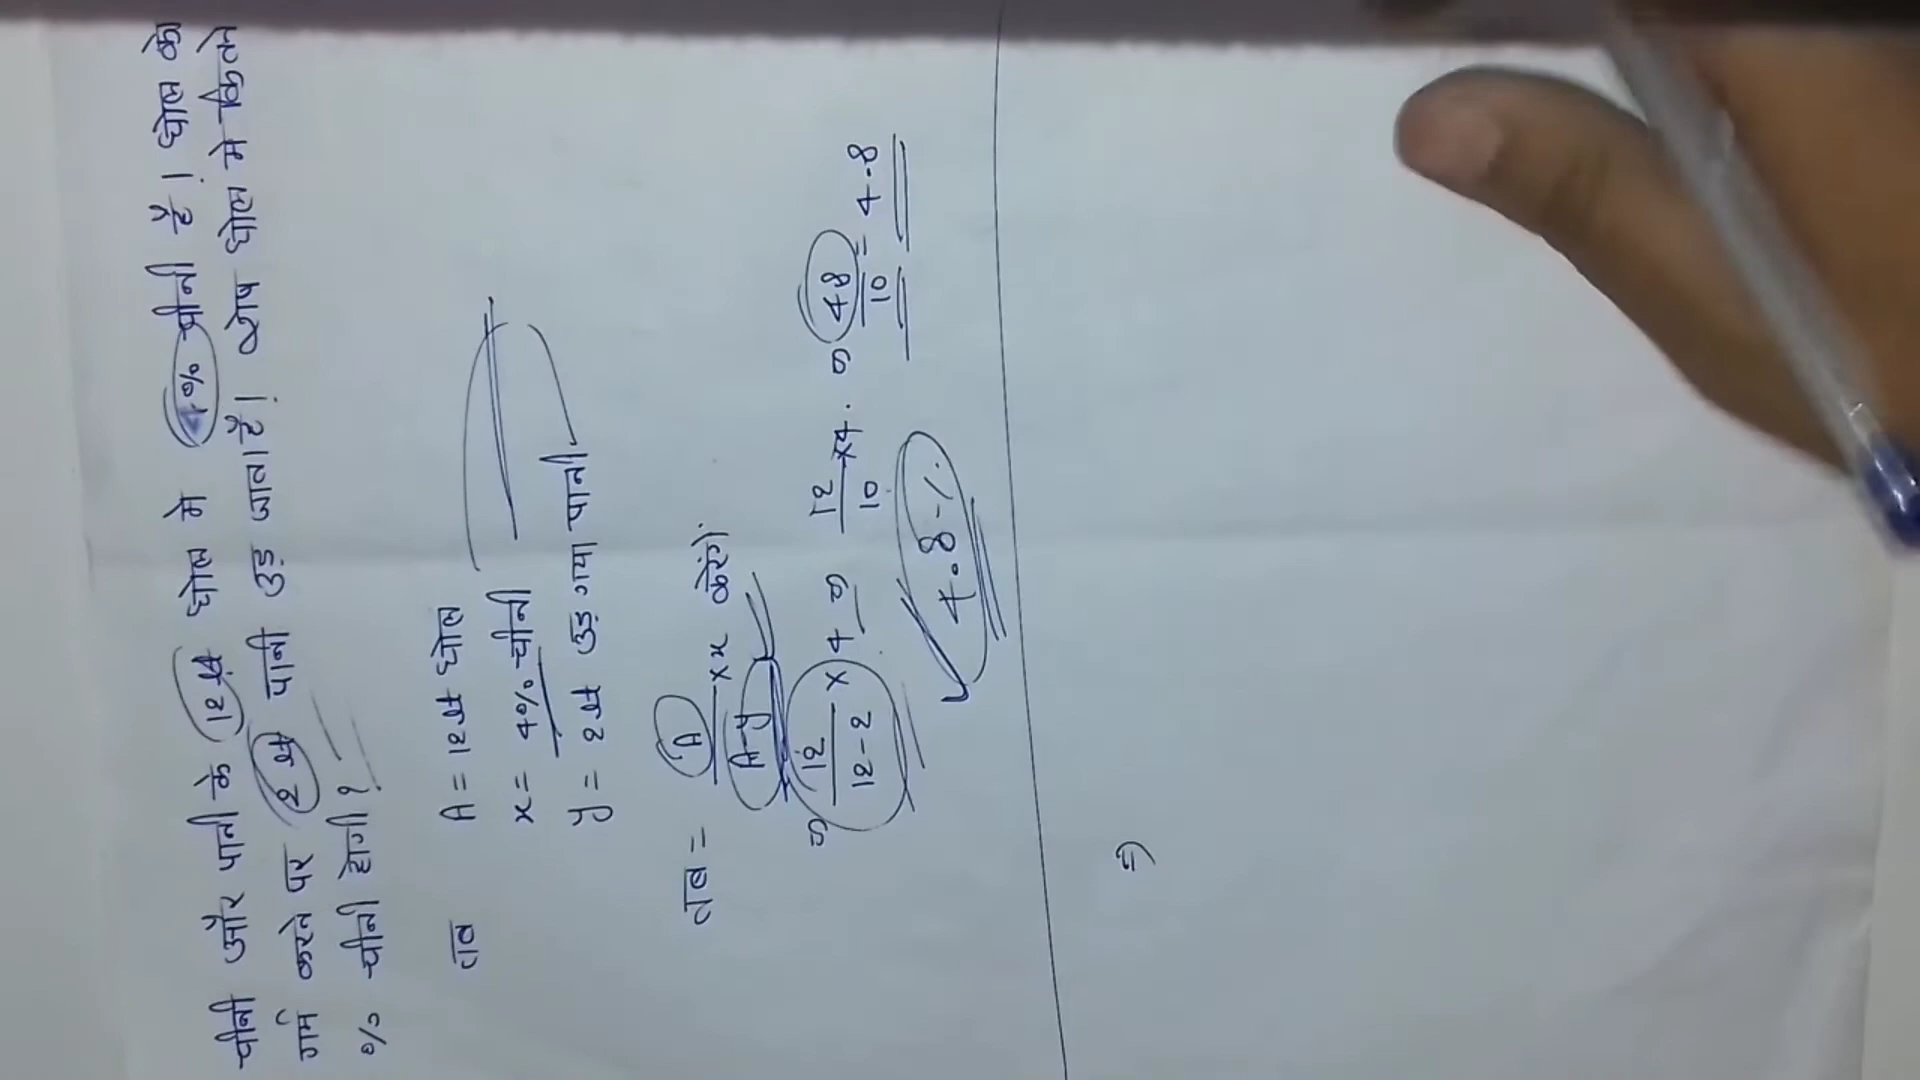 चीनी और पानी के 12 ली घोल में 4% चीनी है। घोल के
गर्म करने पर 2 ली पानी उड़ जाता है। शेष घोल में कितने
% चीनी होगी?
तब A = 12 ली घोल
x = 4% चीनी
y = 2 ली उड़ गया पानी.
तब = A/A-y × x करेंगे.
⇒ 12/12-2 × 4 ⇒ 12/10 × 4. ⇒ 48/10 = 4.8
4.8%